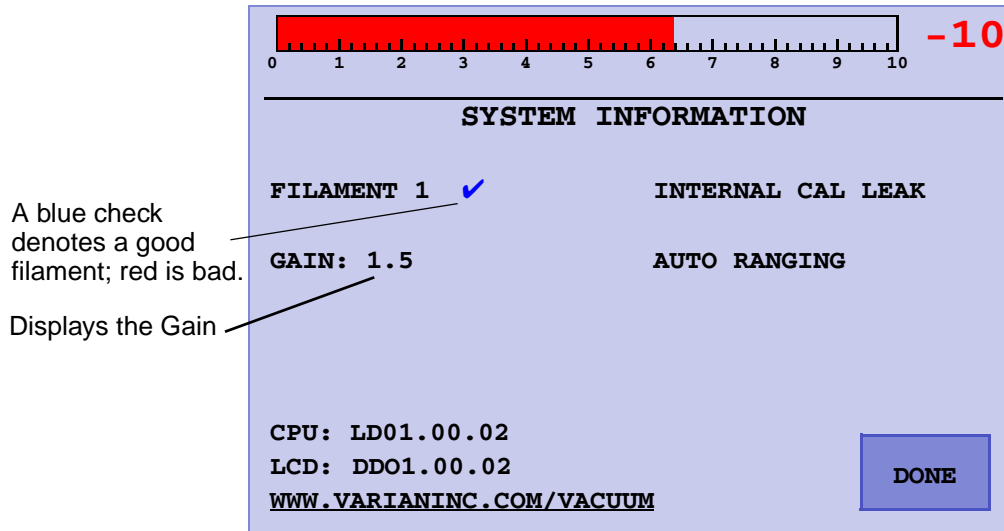 -10
0 1 2 3 4 5 6 7 8 9 10
SYSTEM INFORMATION
FILAMENT 1 ✔ INTERNAL CAL LEAK
A blue check
denotes a good
filament; red is bad.
GAIN: 1.5 AUTO RANGING
Displays the Gain
CPU: LD01.00.02
LCD: DDO1.00.02
WWW.VARIANINC.COM/VACUUM
DONE